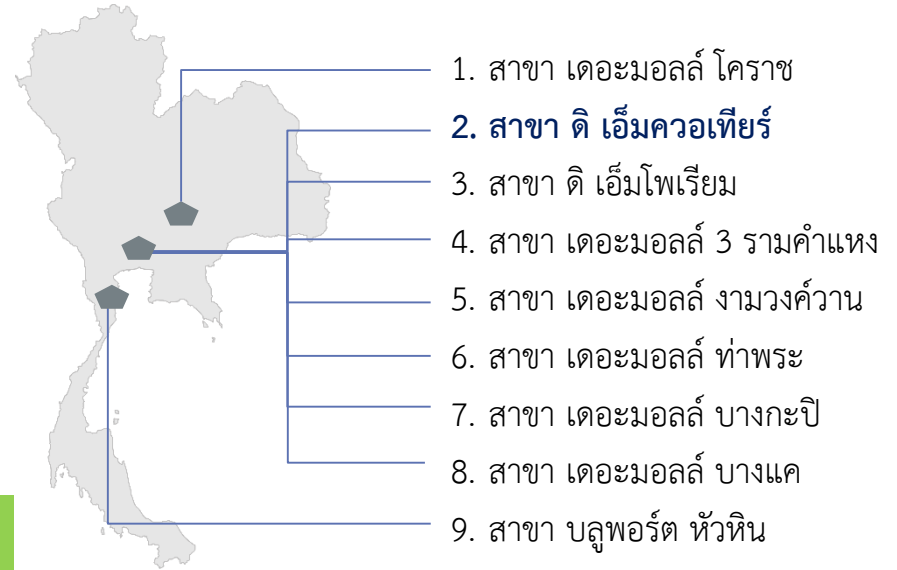 1. สาขา เดอะมอลล์ โคราช
2. สาขา ดิ เอ็มควอเทียร์
3. สาขา ดิ เอ็มโพเรียม
4. สาขา เดอะมอลล์ 3 รามคำแหง
5. สาขา เดอะมอลล์ งามวงค์วาน
6. สาขา เดอะมอลล์ ท่าพระ
7. สาขา เดอะมอลล์ บางกะปิ
8. สาขา เดอะมอลล์ บางแค
9. สาขา บลูพอร์ต หัวหิน